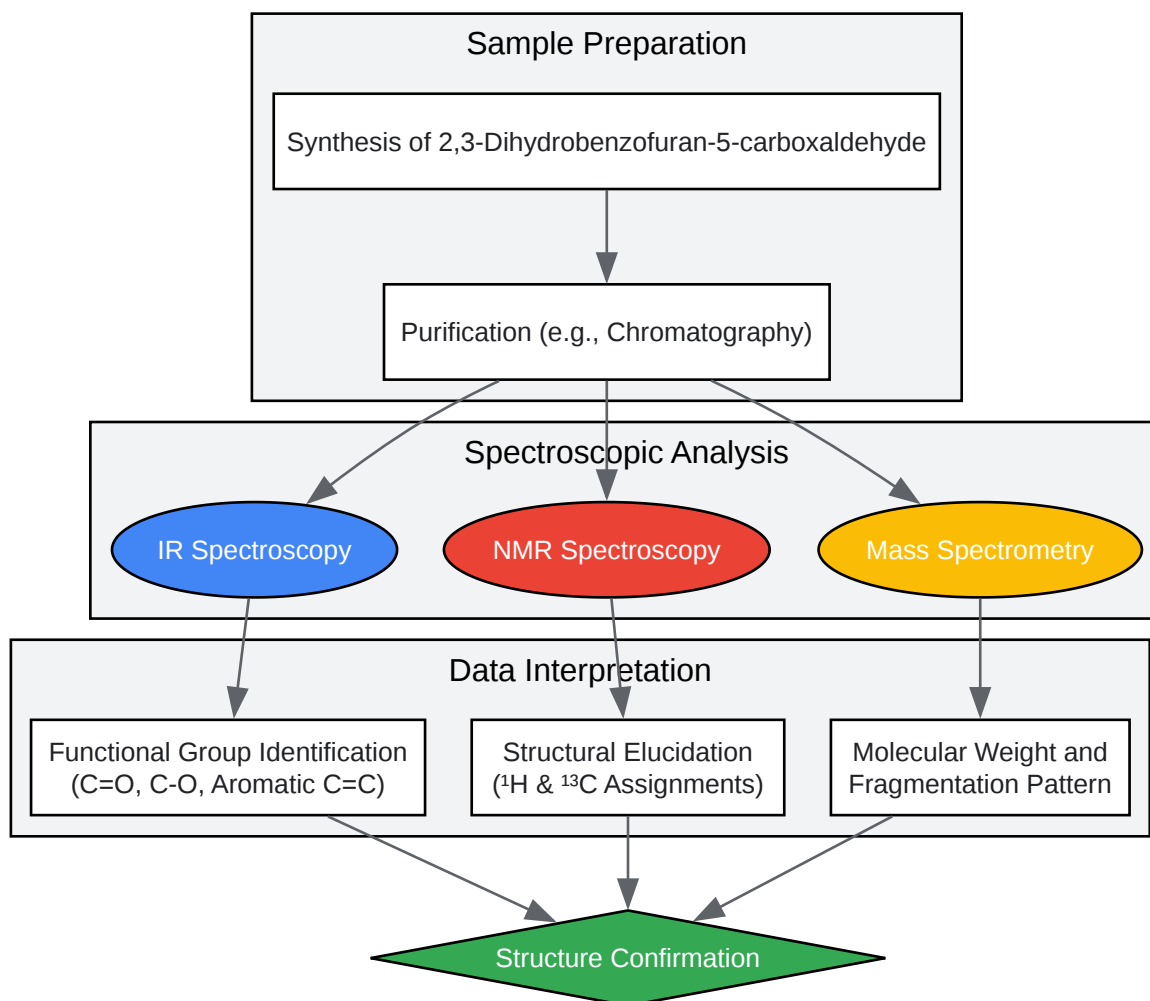 Sample Preparation
Synthesis of 2,3-Dihydrobenzofuran-5-carboxaldehyde
Purification (e.g., Chromatography)
Spectroscopic Analysis
IR Spectroscopy
NMR Spectroscopy
Mass Spectrometry
Data Interpretation
Functional Group Identification
(C=O, C-O, Aromatic C=C)
Structural Elucidation
(¹H & ¹³C Assignments)
Molecular Weight and
Fragmentation Pattern
Structure Confirmation